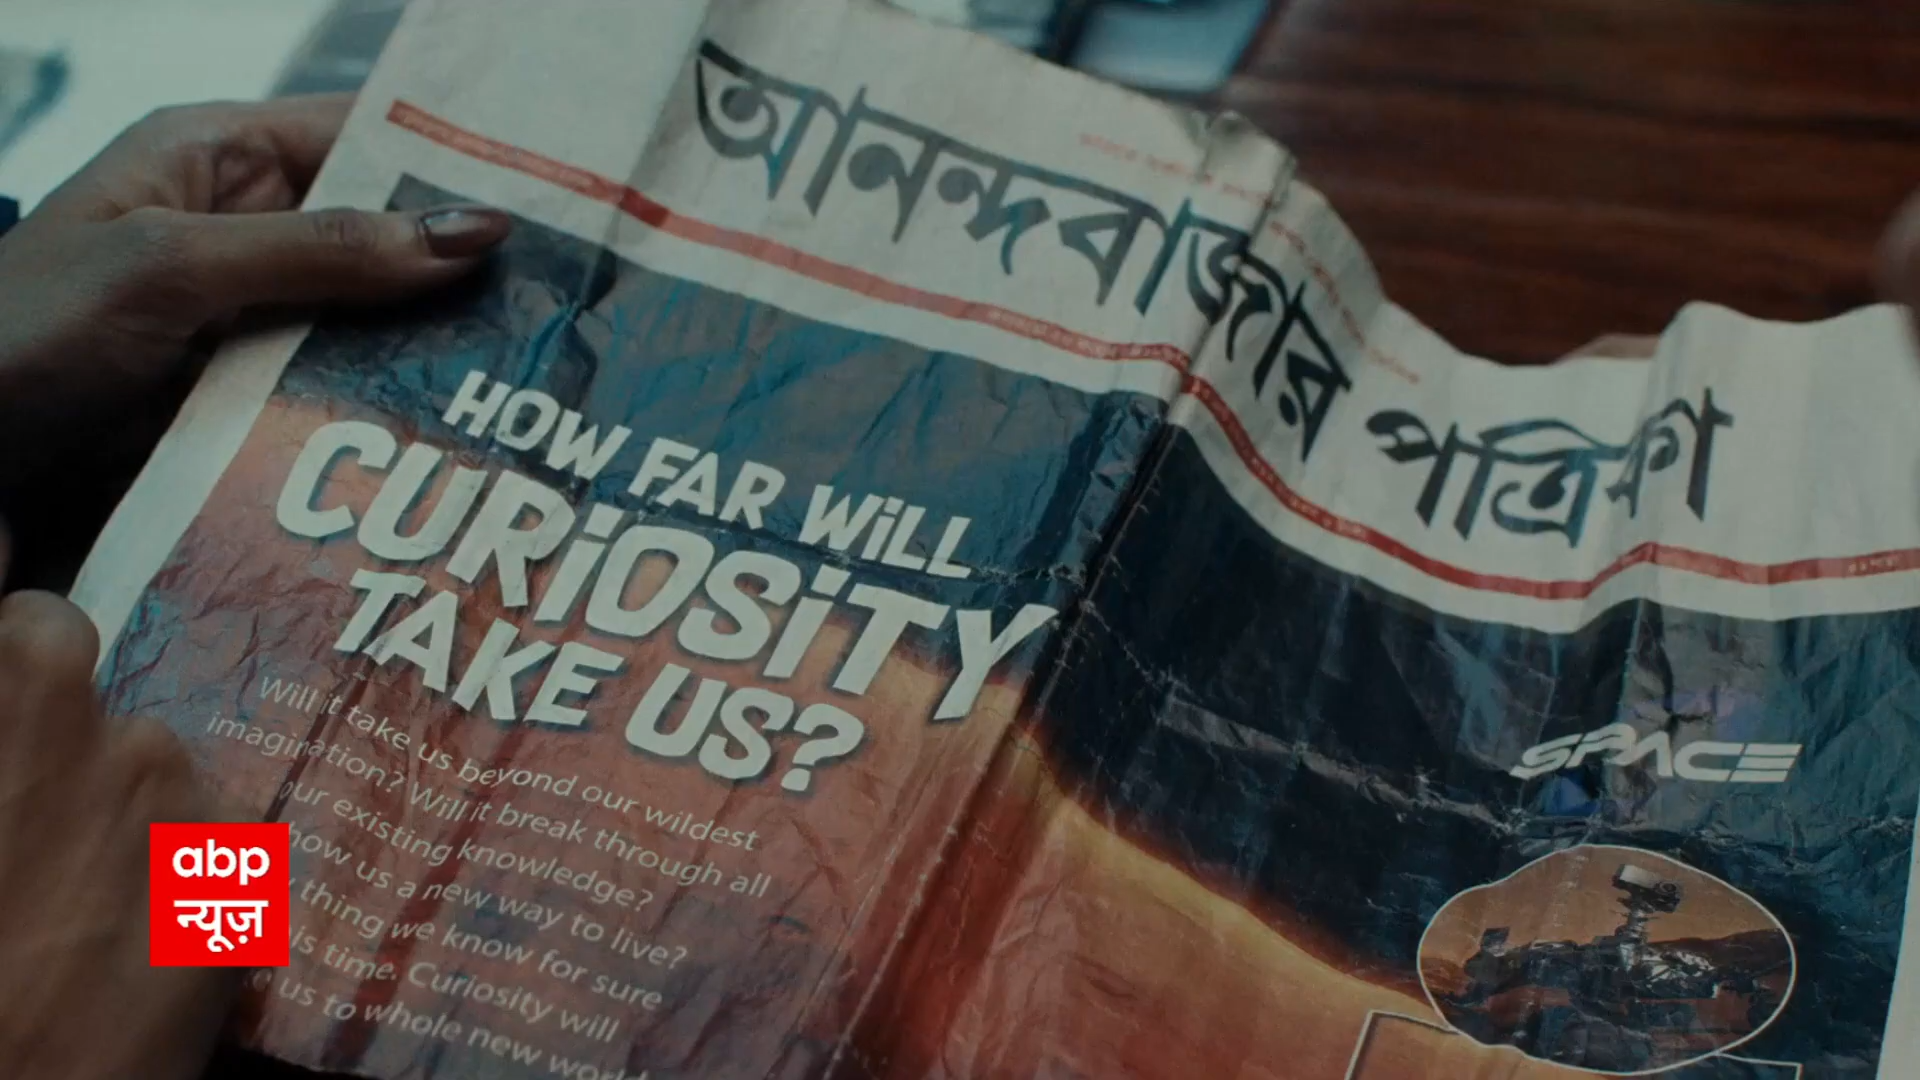 আনন্দবাজার পত্রিকা
HOW FAR WiLL
CURiOSiTY
TAKE US?
Will it take us beyond our wildest
imagination? Will it break through all
our existing knowledge?
how us a new way to live?
thing we know for sure
is time. Curiosity will
us to whole new world
SPACE
abp
न्यूज़